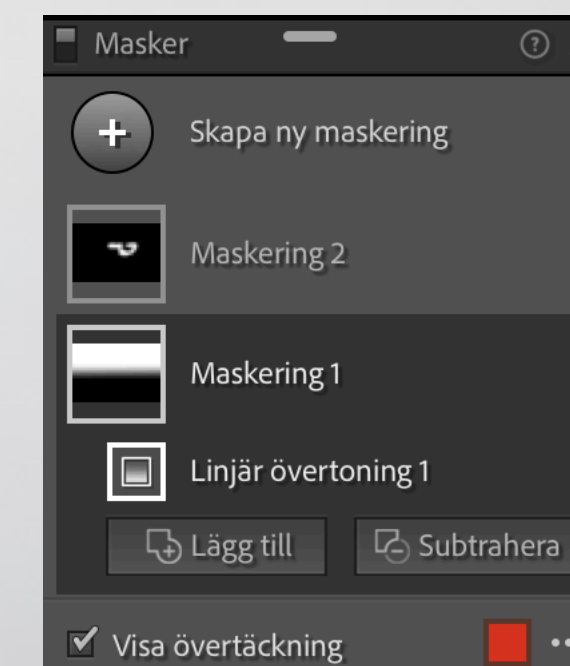 Masker
Skapa ny maskering
Maskering 2
Maskering 1
Linjär övertoning 1
Lägg till Subtrahera
Visa övertäckning